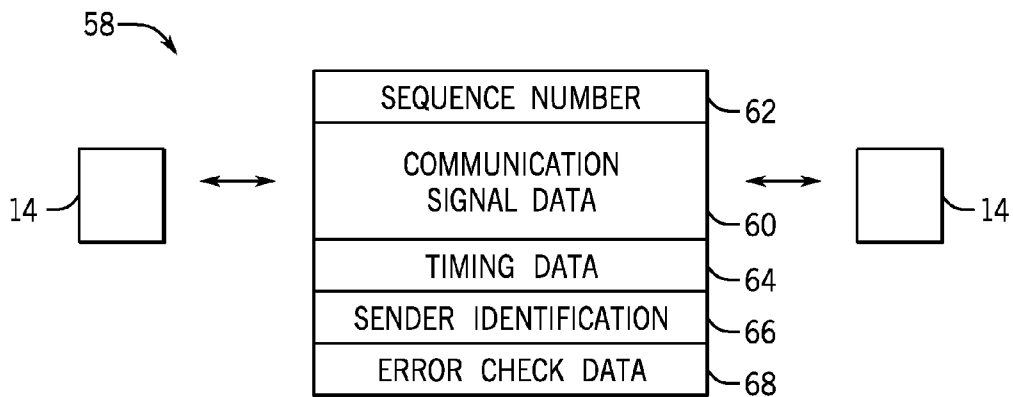 58
SEQUENCE NUMBER
62
COMMUNICATION
SIGNAL DATA
60
14
14
TIMING DATA
64
SENDER IDENTIFICATION
66
ERROR CHECK DATA
68